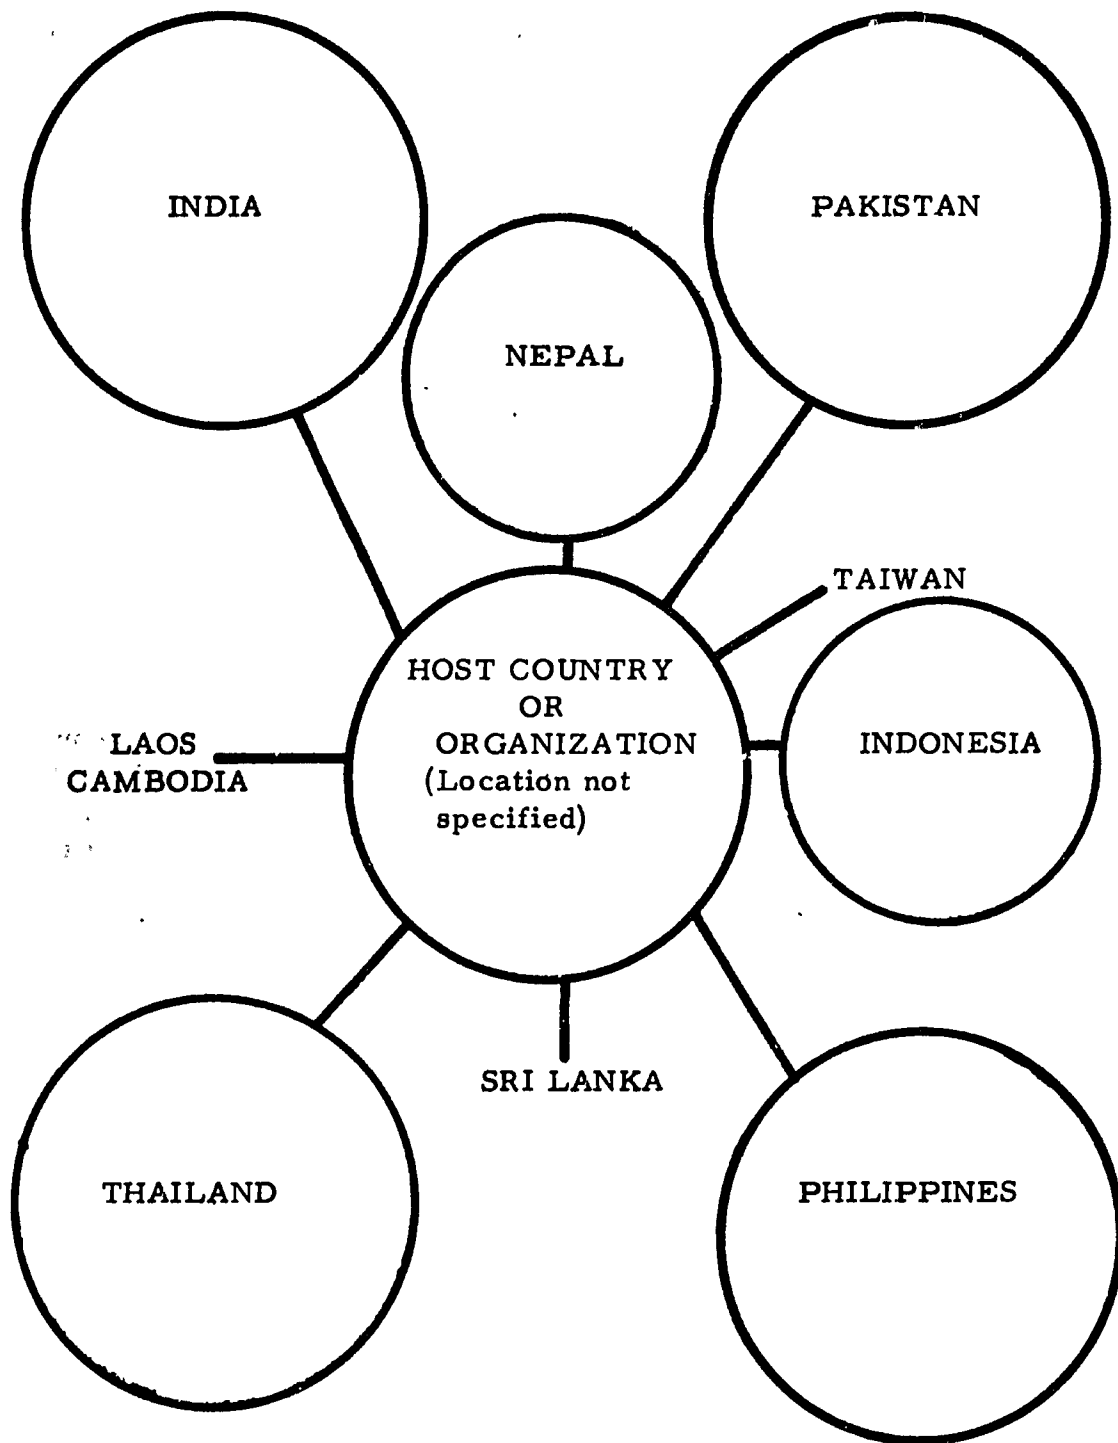 INDIA
PAKISTAN
NEPAL
TAIWAN
HOST COUNTRY
OR
ORGANIZATION
(Location not
specified)
INDONESIA
LAOS
CAMBODIA
SRI LANKA
THAILAND
PHILIPPINES